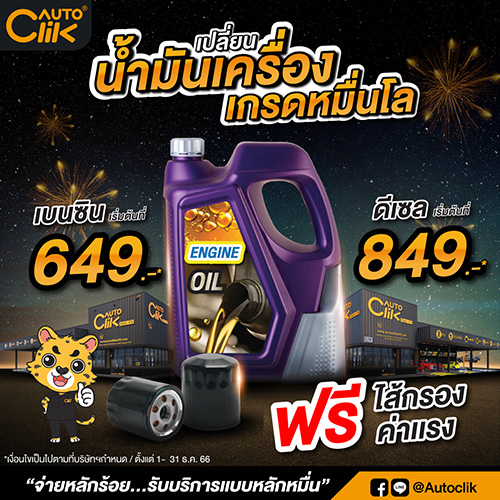 AUTO
Clik
เปลี่ยน
น้ำมันเครื่อง
เกรดหมื่นโล
เบนซิน เริ่มต้นที่
649.-*
ดีเซล เริ่มต้นที่
849.-*
ENGINE
OIL
AUTO
Clik
AUTO
Clik
ฟรี ไส้กรอง
ค่าแรง
*เงื่อนไขเป็นไปตามที่บริษัทฯกำหนด / ตั้งแต่ 1- 31 ธ.ค. 66
“จ่ายหลักร้อย...รับบริการแบบหลักหมื่น”
@Autoclik